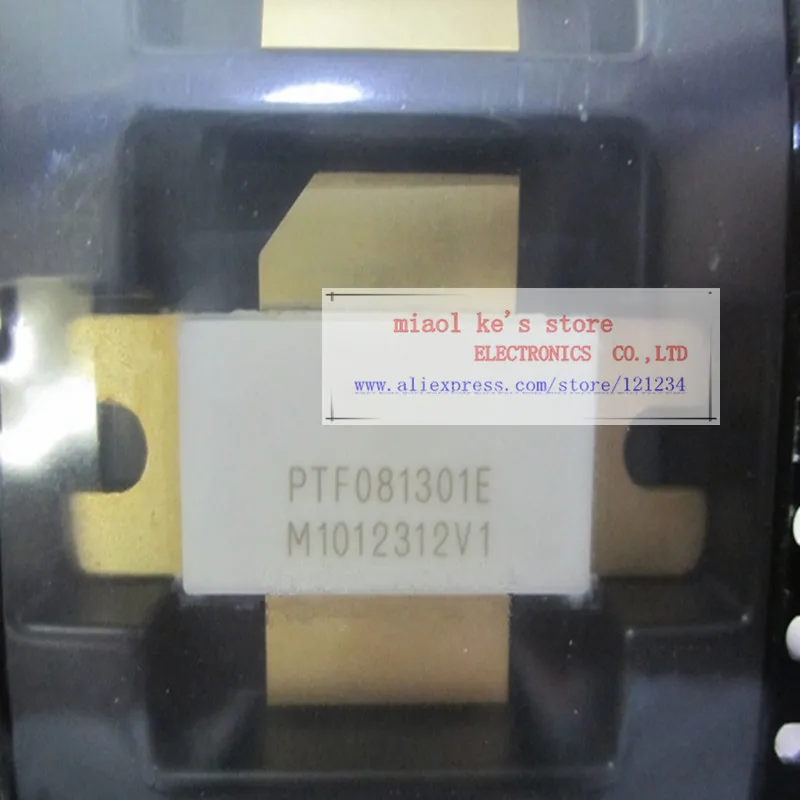 miaol ke's store
ELECTRONICS CO.,LTD
www.aliexpress.com/store/121234
PTF081301E
M1012312V1